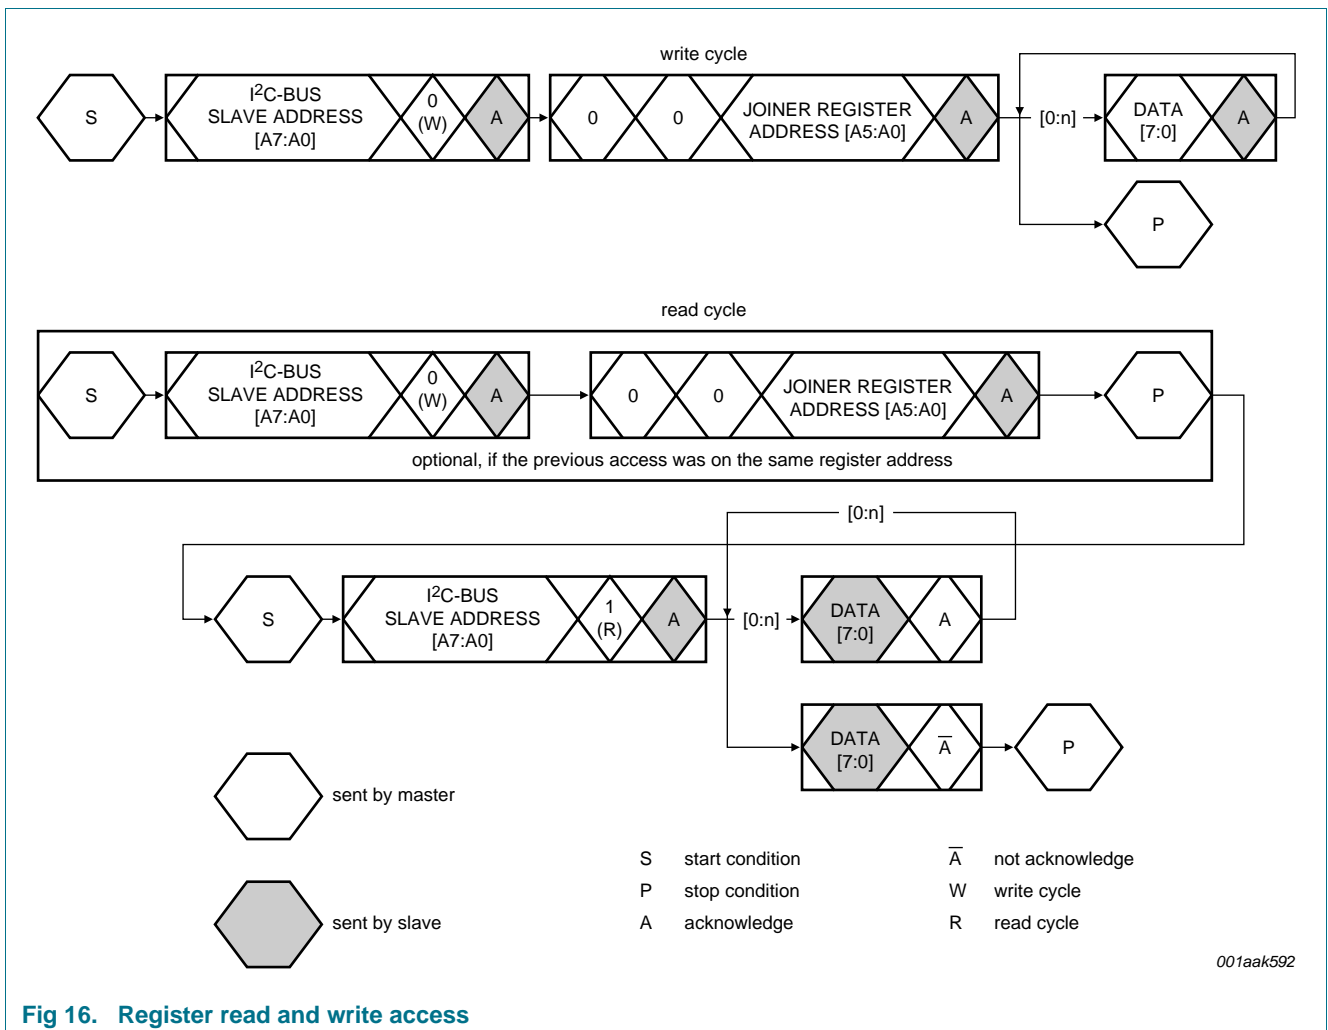 write cycle
S
I2C-BUS
SLAVE ADDRESS
[A7:A0]
0
(W)
A
0
0
JOINER REGISTER
ADDRESS [A5:A0]
A
[0:n]
DATA
[7:0]
A
P
read cycle
S
I2C-BUS
SLAVE ADDRESS
[A7:A0]
0
(W)
A
0
0
JOINER REGISTER
ADDRESS [A5:A0]
A
P
optional, if the previous access was on the same register address
[0:n]
S
I2C-BUS
SLAVE ADDRESS
[A7:A0]
1
(R)
A
[0:n]
DATA
[7:0]
A
DATA
[7:0]
A̅
P
sent by master
sent by slave
S start condition
P stop condition
A acknowledge
A̅ not acknowledge
W write cycle
R read cycle
001aak592
Fig 16. Register read and write access